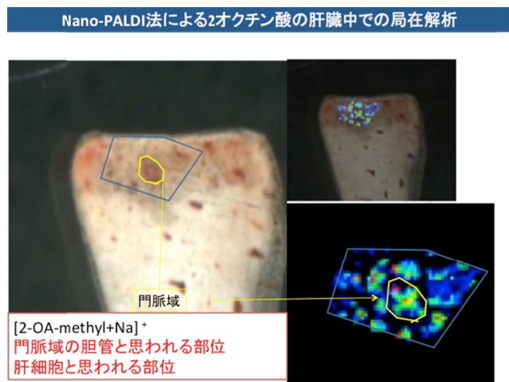 Nano-PALDI法による2オクチン酸の肝臓中での局在解析
門脈域
[2-OA-methyl+Na]⁺
門脈域の胆管と思われる部位
肝細胞と思われる部位